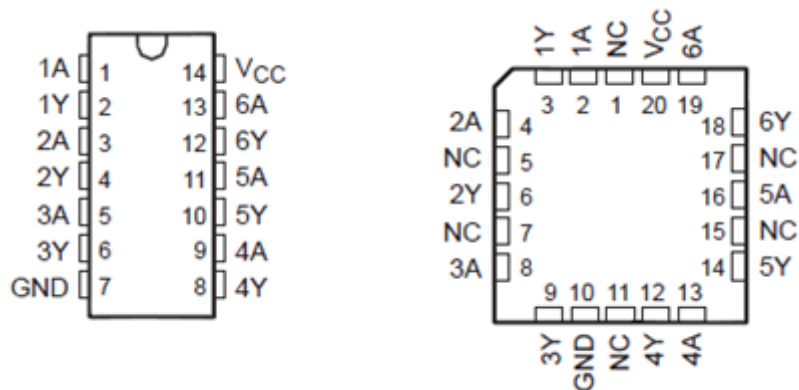 1A 1 14 VCC
1Y 2 13 6A
2A 3 12 6Y
2Y 4 11 5A
3A 5 10 5Y
3Y 6 9 4A
GND 7 8 4Y
1Y 1A NC VCC 6A
3 2 1 20 19
2A 4 18 6Y
NC 5 17 NC
2Y 6 16 5A
NC 7 15 NC
3A 8 14 5Y
9 10 11 12 13
3Y GND NC 4Y 4A